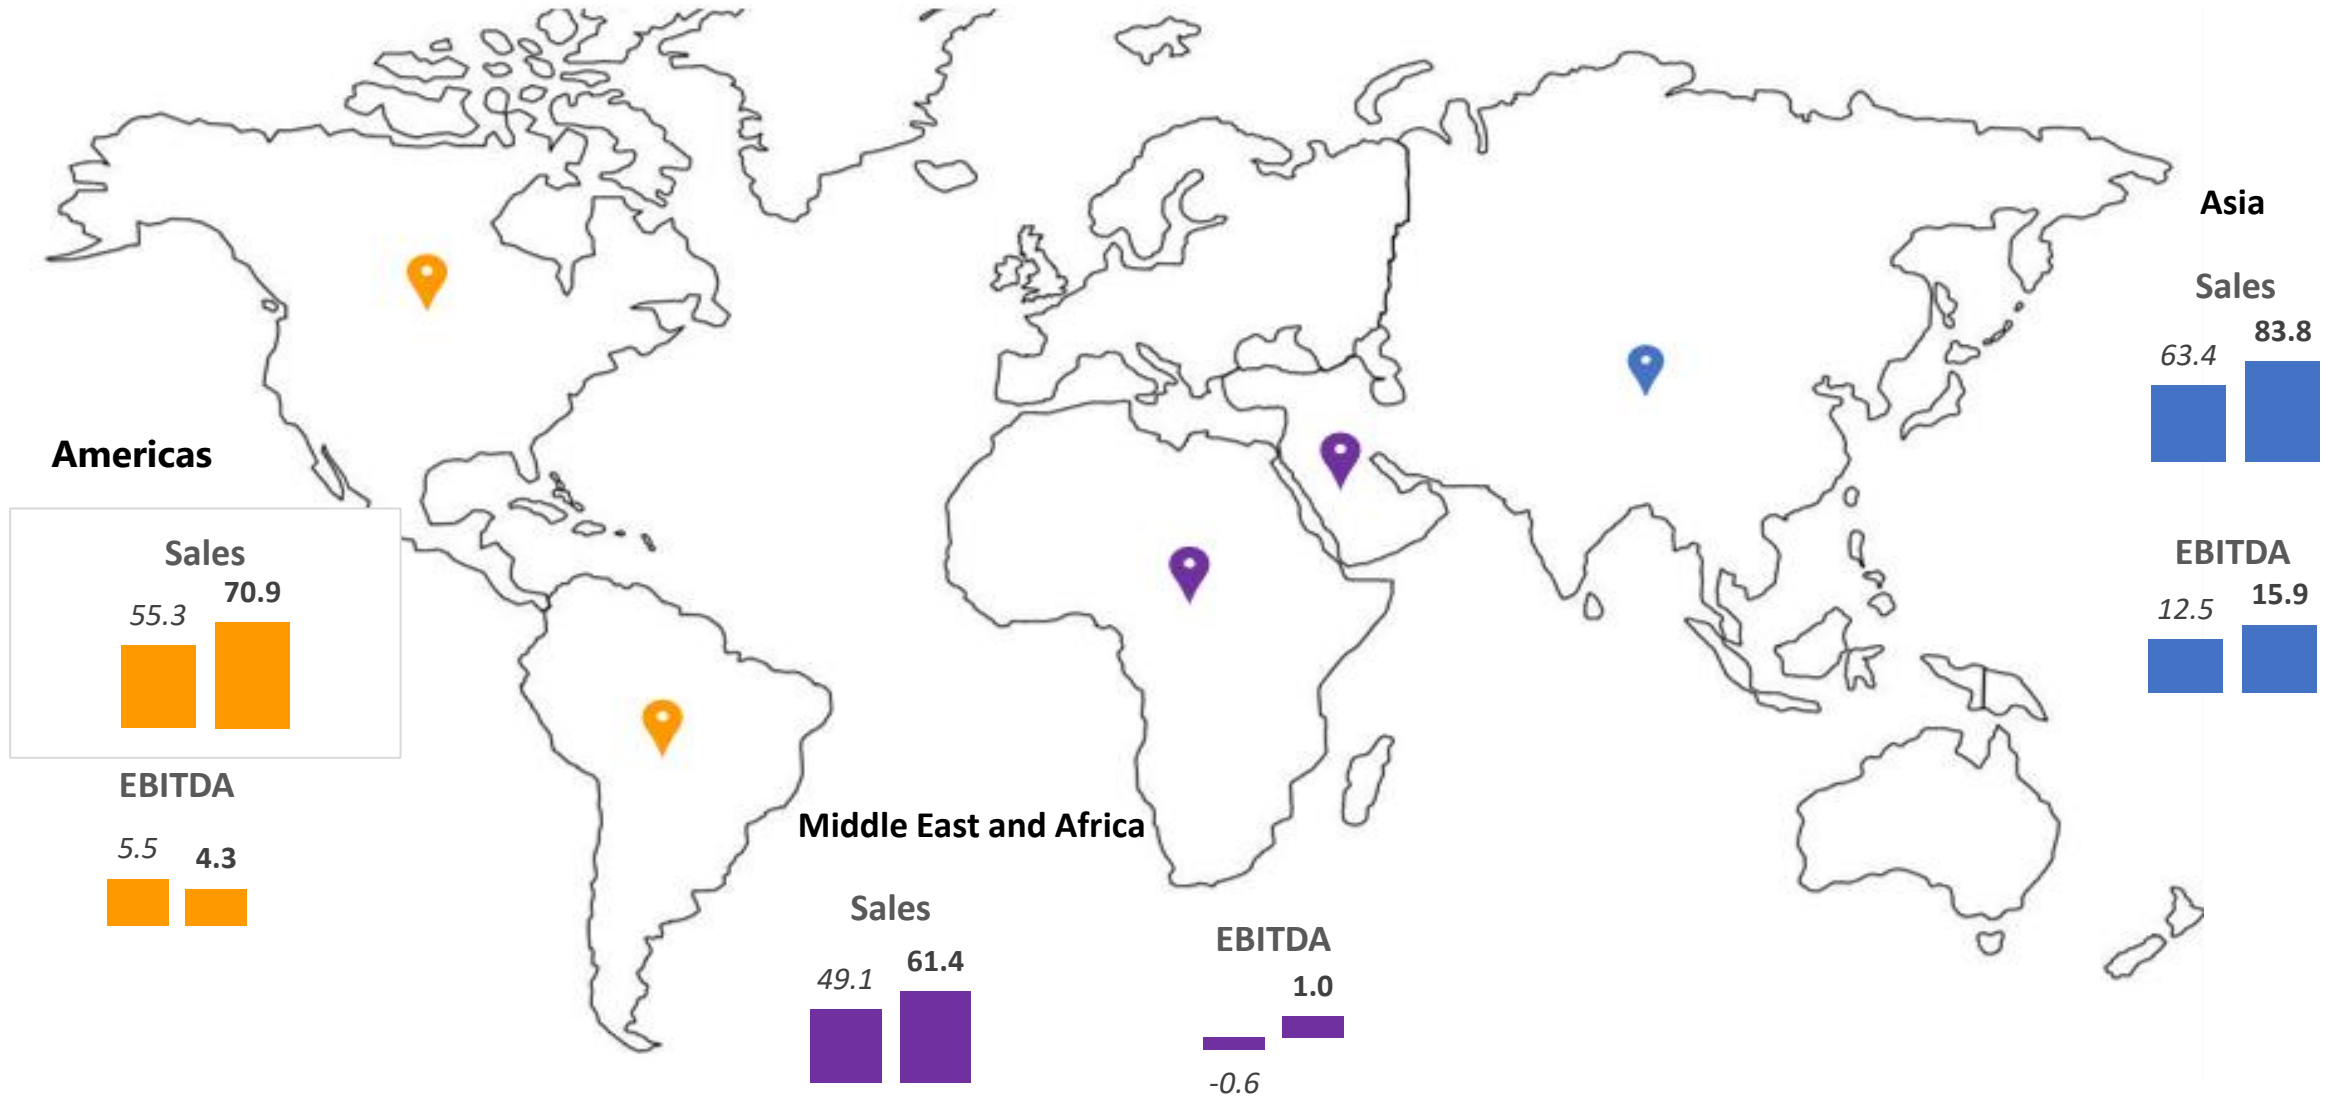 Americas
Sales
55.3 70.9
EBITDA
5.5 4.3
Middle East and Africa
Sales
49.1 61.4
EBITDA
1.0
-0.6
Asia
Sales
63.4 83.8
EBITDA
12.5 15.9